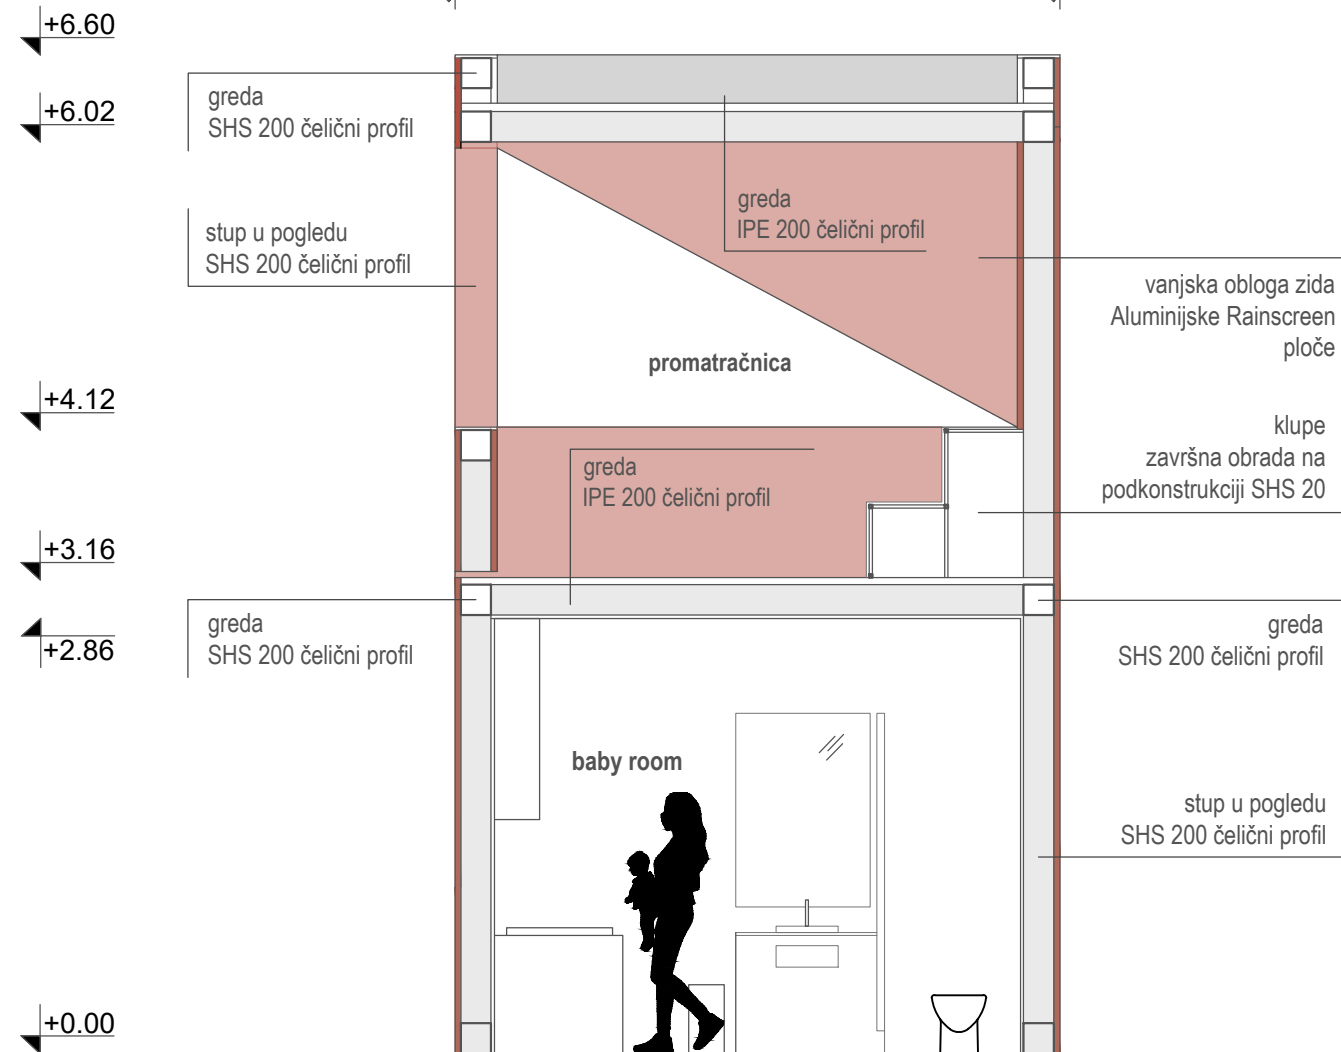 +6.60
+6.02
+4.12
+3.16
+2.86
+0.00
greda
SHS 200 čelični profil
stup u pogledu
SHS 200 čelični profil
greda
IPE 200 čelični profil
vanjska obloga zida
Aluminijske Rainscreen
ploče
promatračnica
klupe
završna obrada na
podkonstrukciji SHS 20
greda
IPE 200 čelični profil
greda
SHS 200 čelični profil
greda
SHS 200 čelični profil
baby room
stup u pogledu
SHS 200 čelični profil